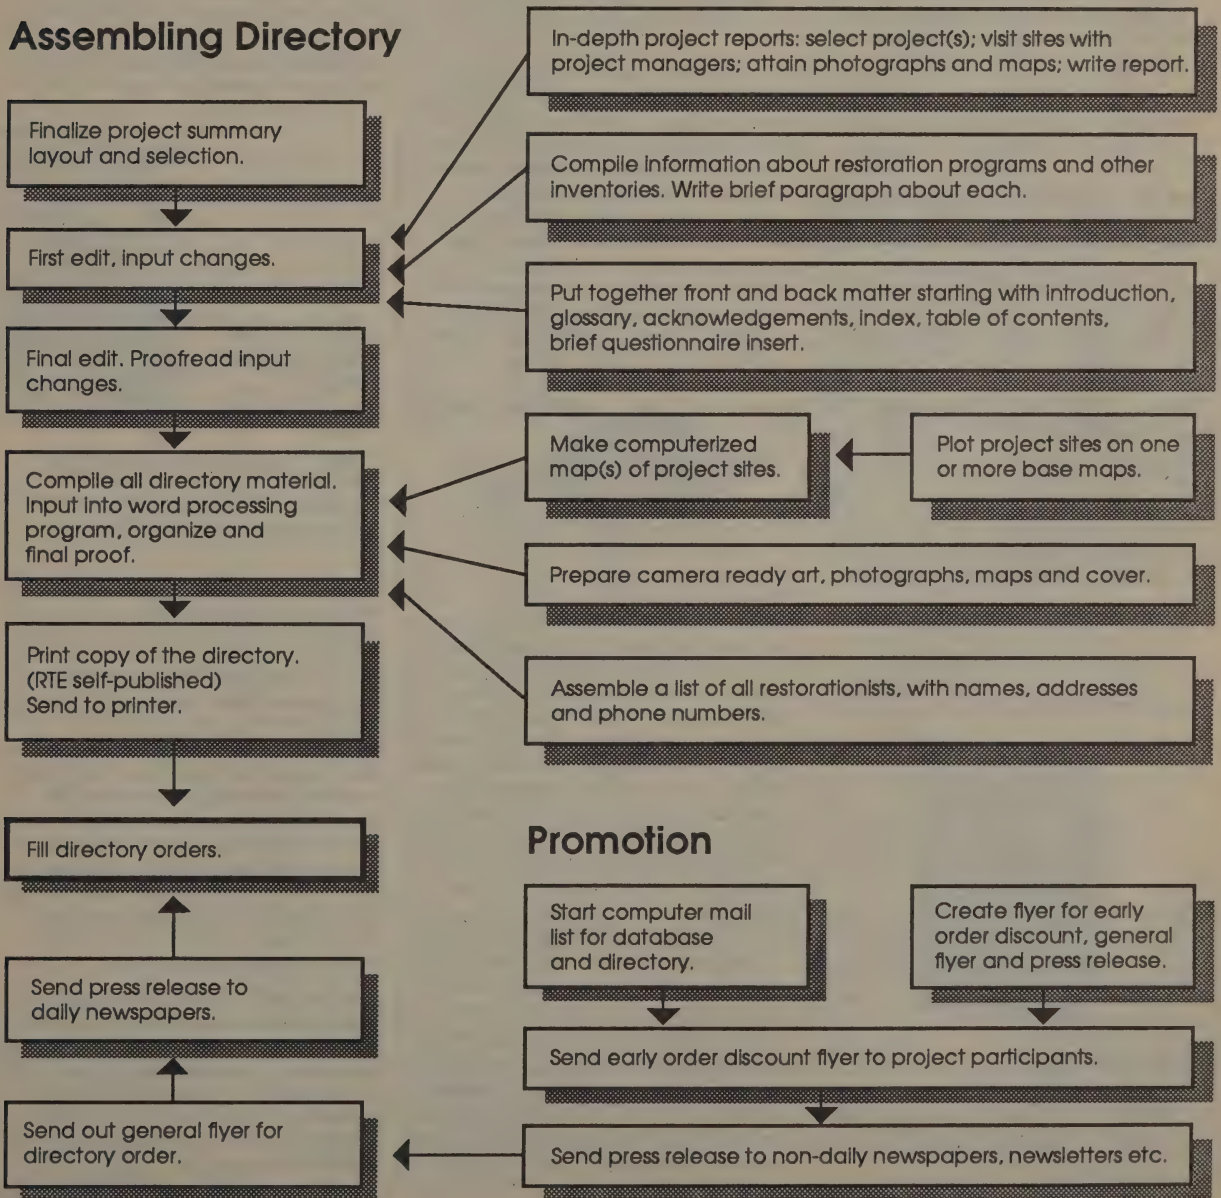 Assembling Directory
Finalize project summary
layout and selection.
First edit, input changes.
Final edit. Proofread input
changes.
Compile all directory material.
Input into word processing
program, organize and
final proof.
Print copy of the directory.
(RTE self-published)
Send to printer.
Fill directory orders.
Send press release to
daily newspapers.
Send out general flyer for
directory order.
In-depth project reports: select project(s); visit sites with
project managers; attain photographs and maps; write report.
Compile information about restoration programs and other
inventories. Write brief paragraph about each.
Put together front and back matter starting with introduction,
glossary, acknowledgements, index, table of contents,
brief questionnaire insert.
Make computerized
map(s) of project sites.
Plot project sites on one
or more base maps.
Prepare camera ready art, photographs, maps and cover.
Assemble a list of all restorationists, with names, addresses
and phone numbers.
Promotion
Start computer mail
list for database
and directory.
Create flyer for early
order discount, general
flyer and press release.
Send early order discount flyer to project participants.
Send press release to non-daily newspapers, newsletters etc.